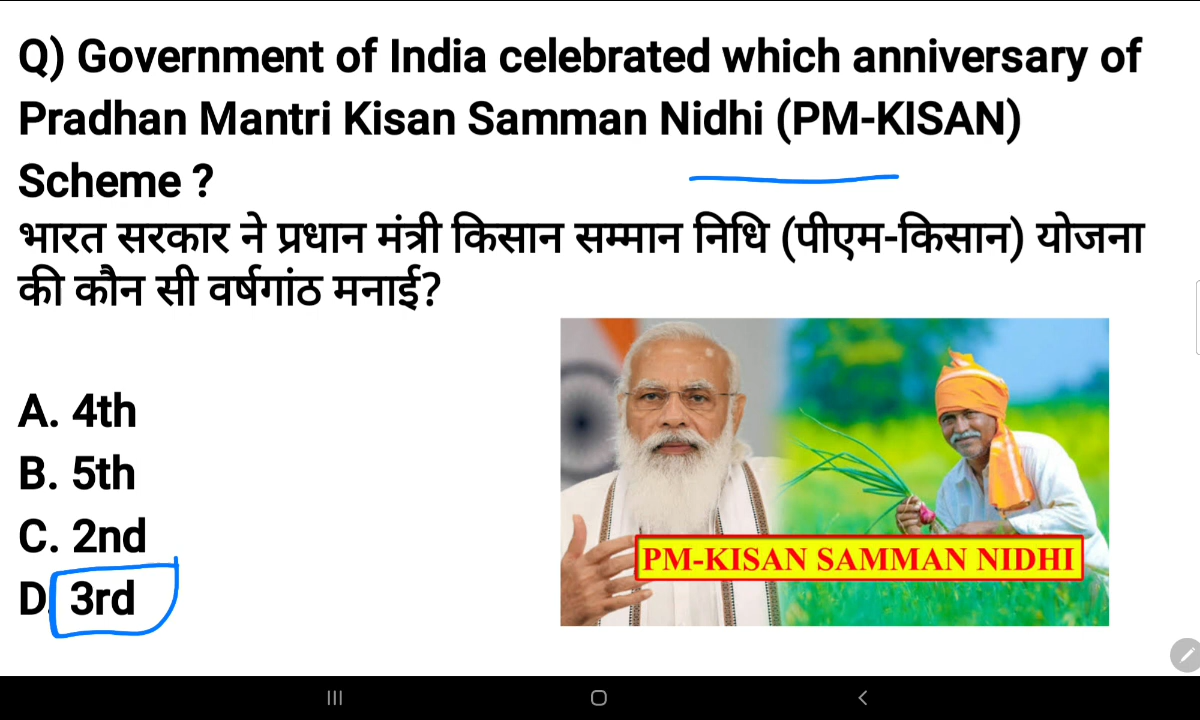 Q) Government of India celebrated which anniversary of
Pradhan Mantri Kisan Samman Nidhi (PM-KISAN)
Scheme ?
भारत सरकार ने प्रधान मंत्री किसान सम्मान निधि (पीएम-किसान) योजना
की कौन सी वर्षगांठ मनाई?
A. 4th
B. 5th
C. 2nd
D. 3rd
PM-KISAN SAMMAN NIDHI